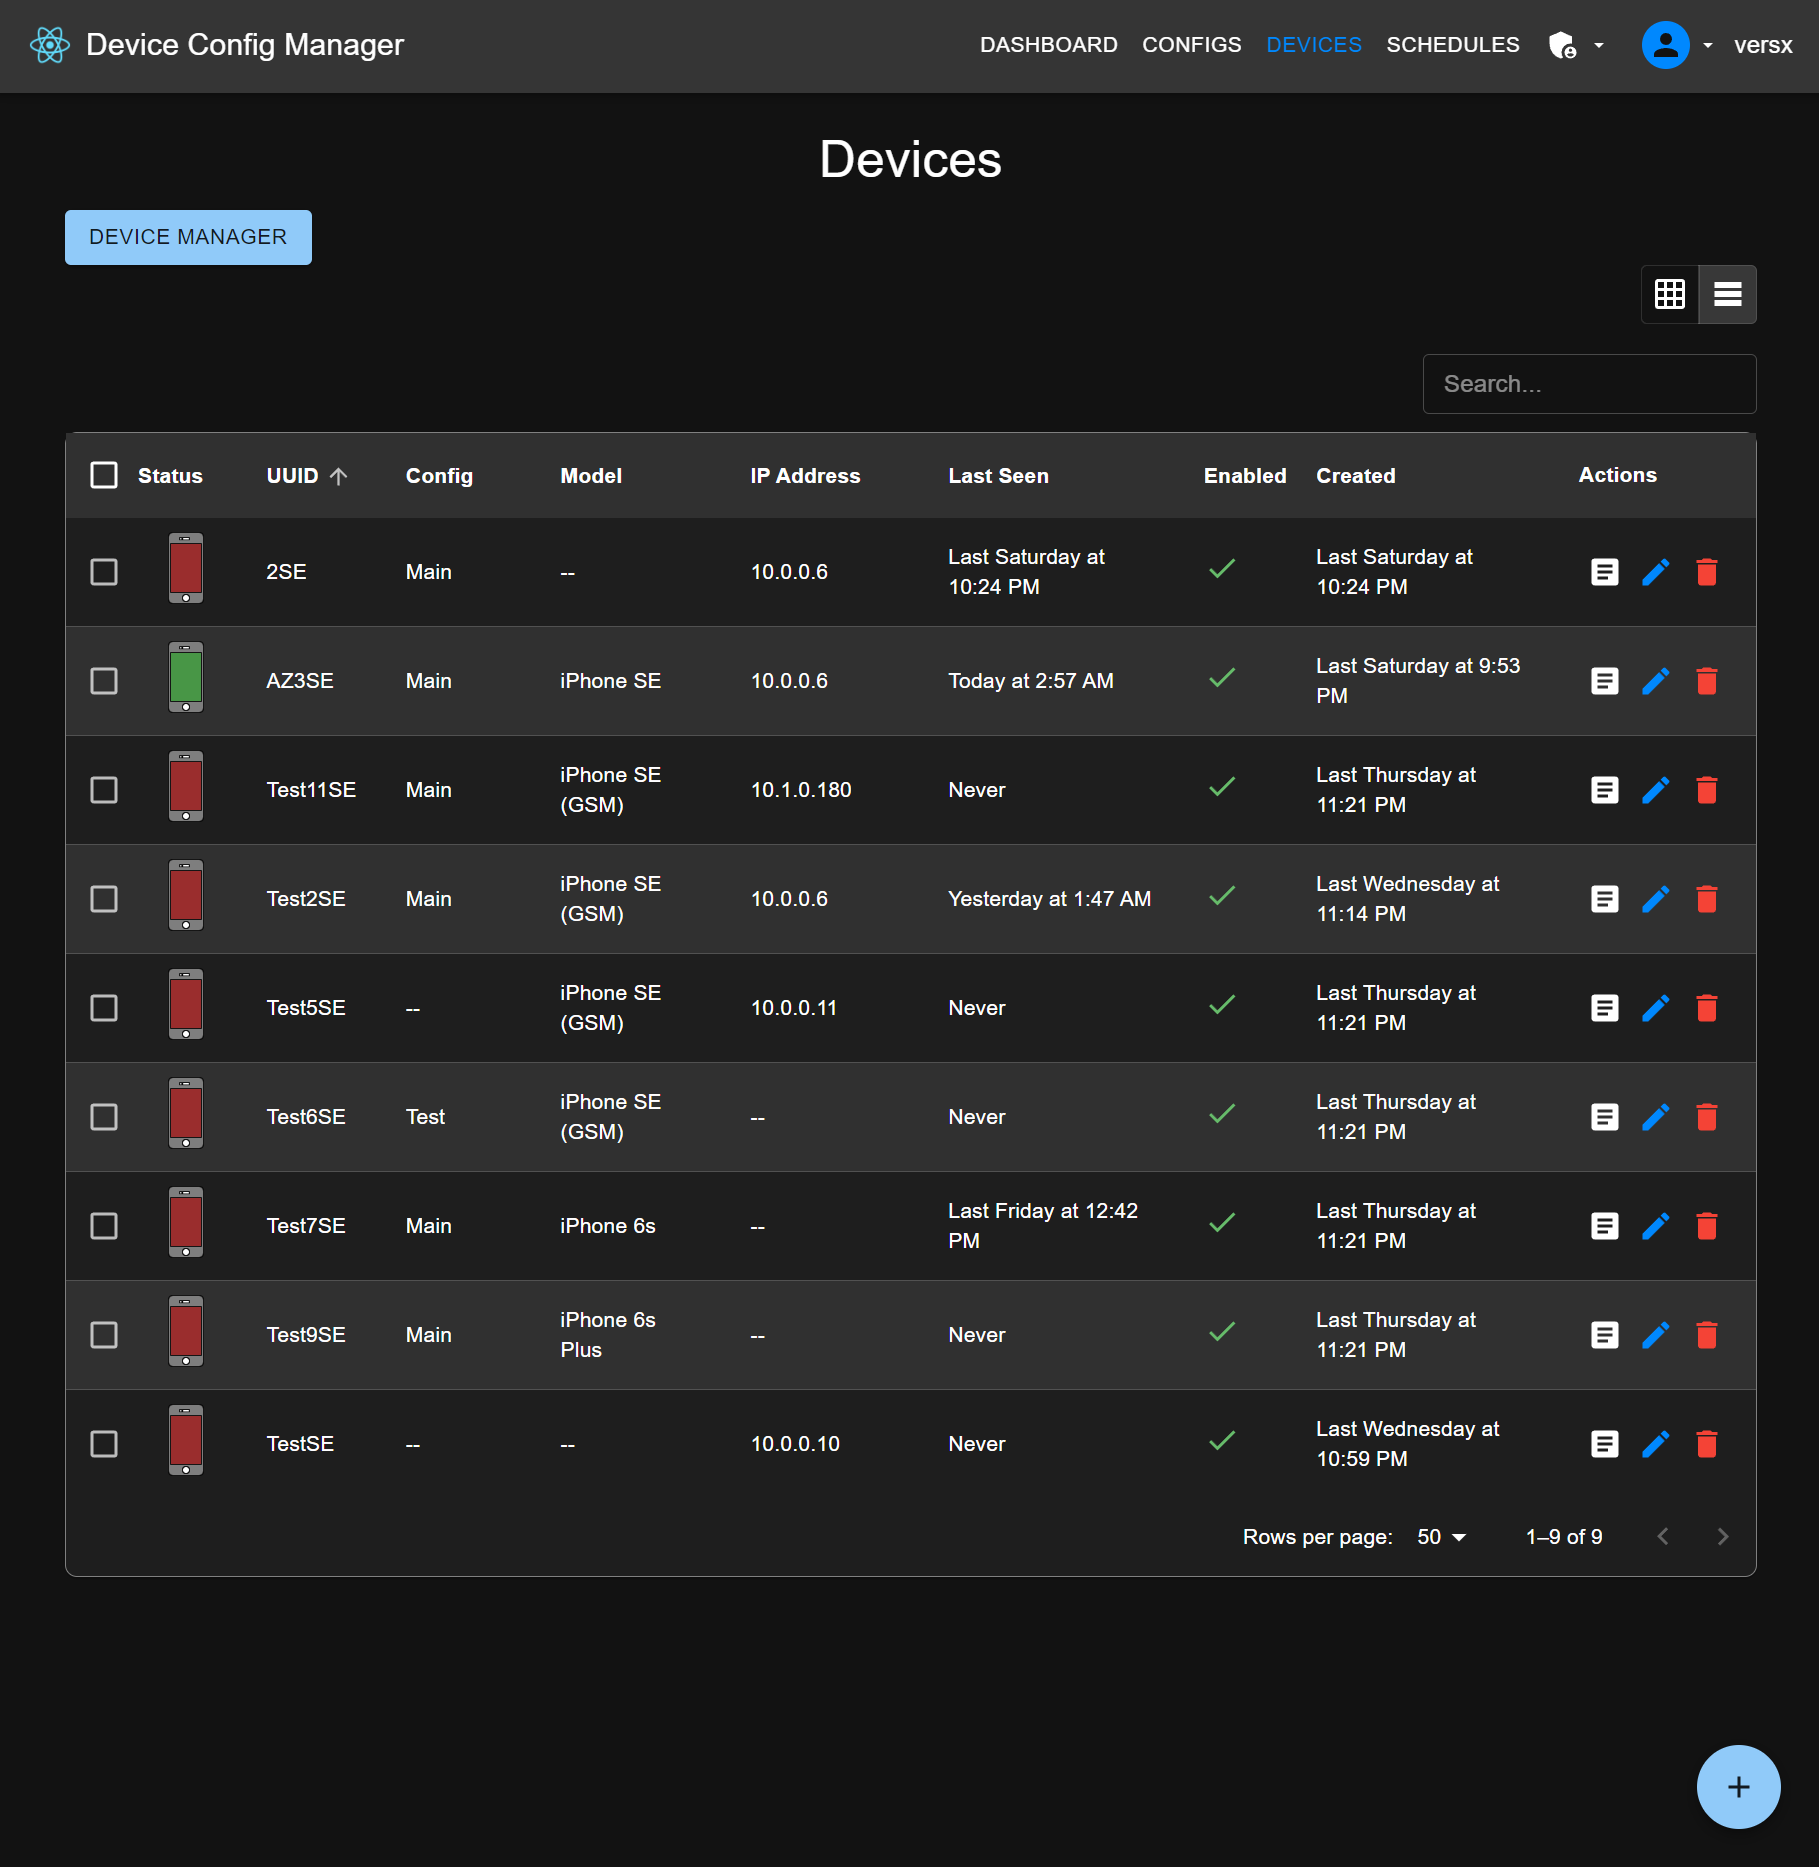 Device Config Manager
DASHBOARD CONFIGS DEVICES SCHEDULES versx
Devices
DEVICE MANAGER
Search...
Status UUID Config Model IP Address Last Seen Enabled Created Actions
2SE Main -- 10.0.0.6 Last Saturday at Last Saturday at
10:24 PM 10:24 PM
AZ3SE Main iPhone SE 10.0.0.6 Today at 2:57 AM Last Saturday at 9:53
PM
Test11SE Main iPhone SE 10.1.0.180 Never Last Thursday at
(GSM) 11:21 PM
Test2SE Main iPhone SE 10.0.0.6 Yesterday at 1:47 AM Last Wednesday at
(GSM) 11:14 PM
Test5SE -- iPhone SE 10.0.0.11 Never Last Thursday at
(GSM) 11:21 PM
Test6SE Test iPhone SE -- Never Last Thursday at
(GSM) 11:21 PM
Test7SE Main iPhone 6s -- Last Friday at 12:42 Last Thursday at
PM 11:21 PM
Test9SE Main iPhone 6s -- Never Last Thursday at
Plus 11:21 PM
TestSE -- -- 10.0.0.10 Never Last Wednesday at
10:59 PM
Rows per page: 50 1–9 of 9